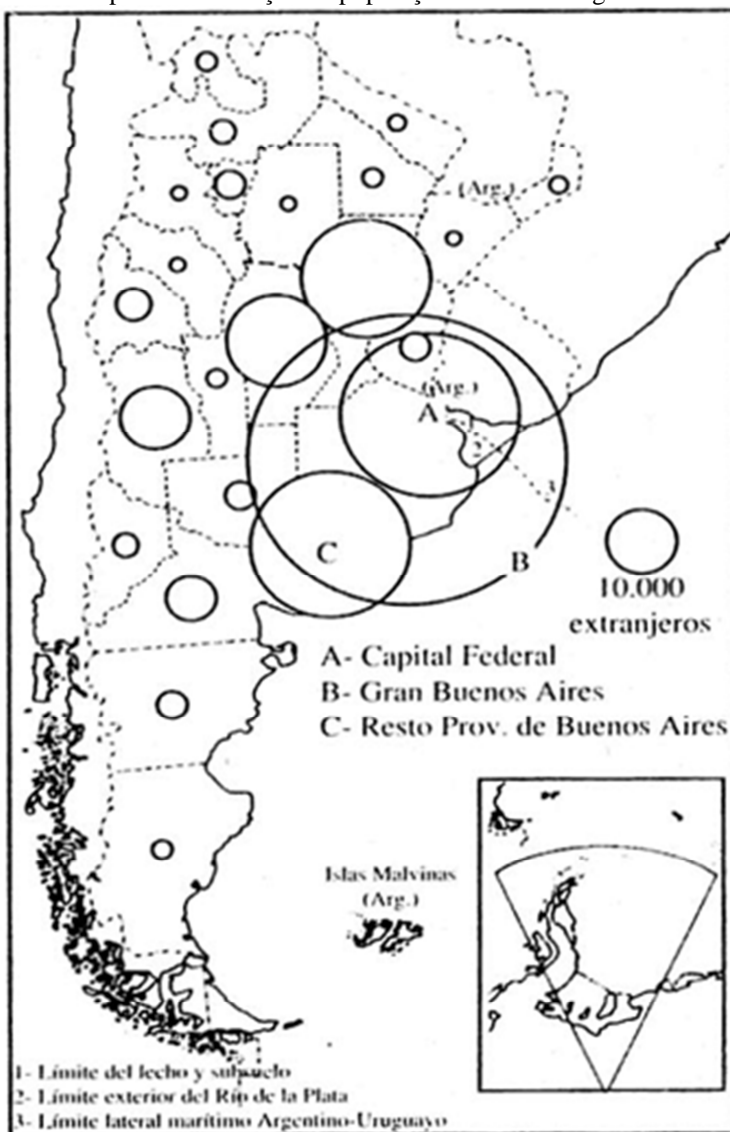 (Arg.)
(Arg.)
A
2
3
C
B
10.000
extranjeros
A- Capital Federal
B- Gran Buenos Aires
C- Resto Prov. de Buenos Aires
Islas Malvinas
(Arg.)
1- Límite del lecho y subsuelo
2- Límite exterior del Río de la Plata
3- Límite lateral marítimo Argentino-Uruguayo